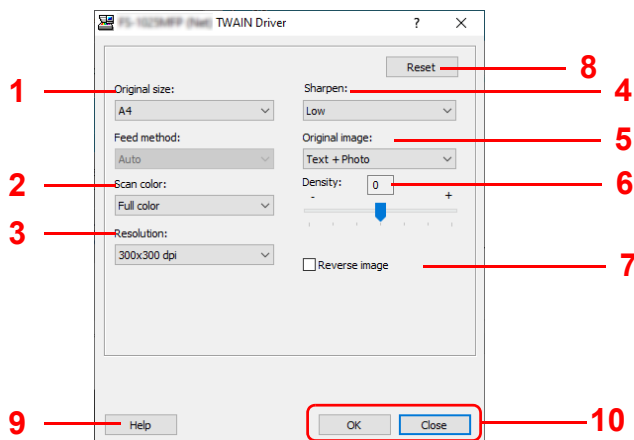 TWAIN Driver ?
Reset 8
1 Original size: Sharpen: 4
A4 Low
Feed method: Original image: 5
Auto Text + Photo
2 Scan color: Density: 0 6
Full color - +
3 Resolution:
300x300 dpi Reverse image 7
9 Help OK Close 10